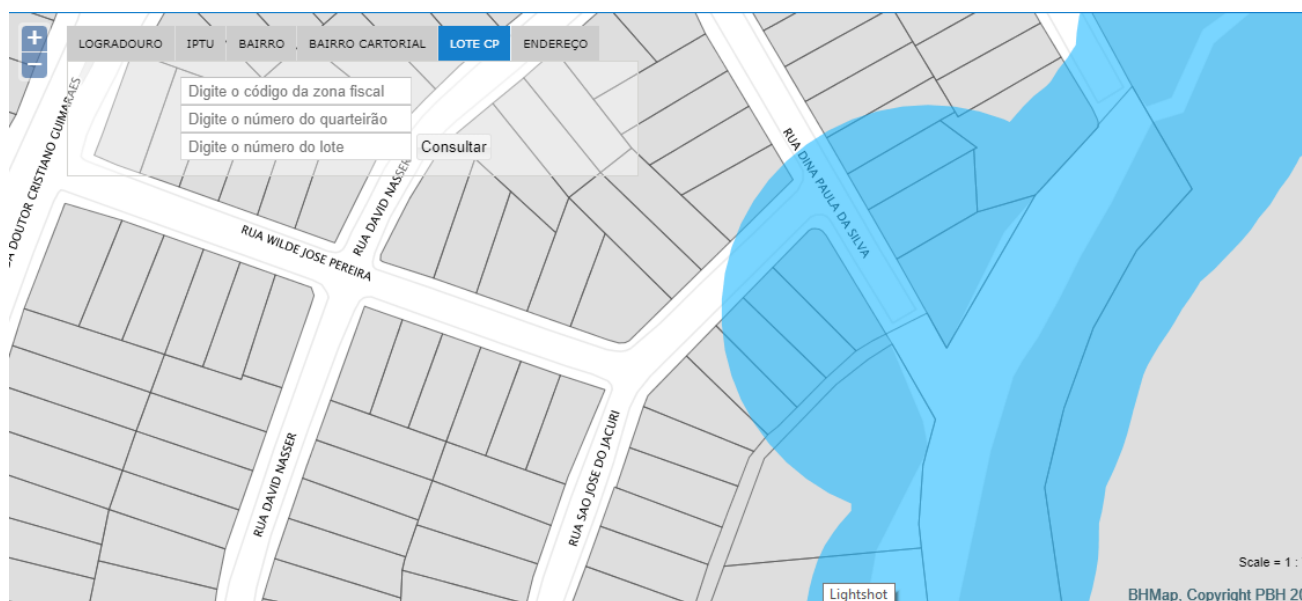 +
LOGRADOURO IPTU BAIRRO BAIRRO CARTORIAL LOTE CP ENDEREÇO
−
Digite o código da zona fiscal
Digite o número do quarteirão
Digite o número do lote Consultar
DOUTOR CRISTIANO GUIMARAES
RUA DAVID NASSER
RUA WILDE JOSE PEREIRA
RUA DINA PAULA DA SILVA
RUA DAVID NASSER
RUA SAO JOSE DO JACURI
Scale = 1 :
Lightshot
BHMap, Copyright PBH 20